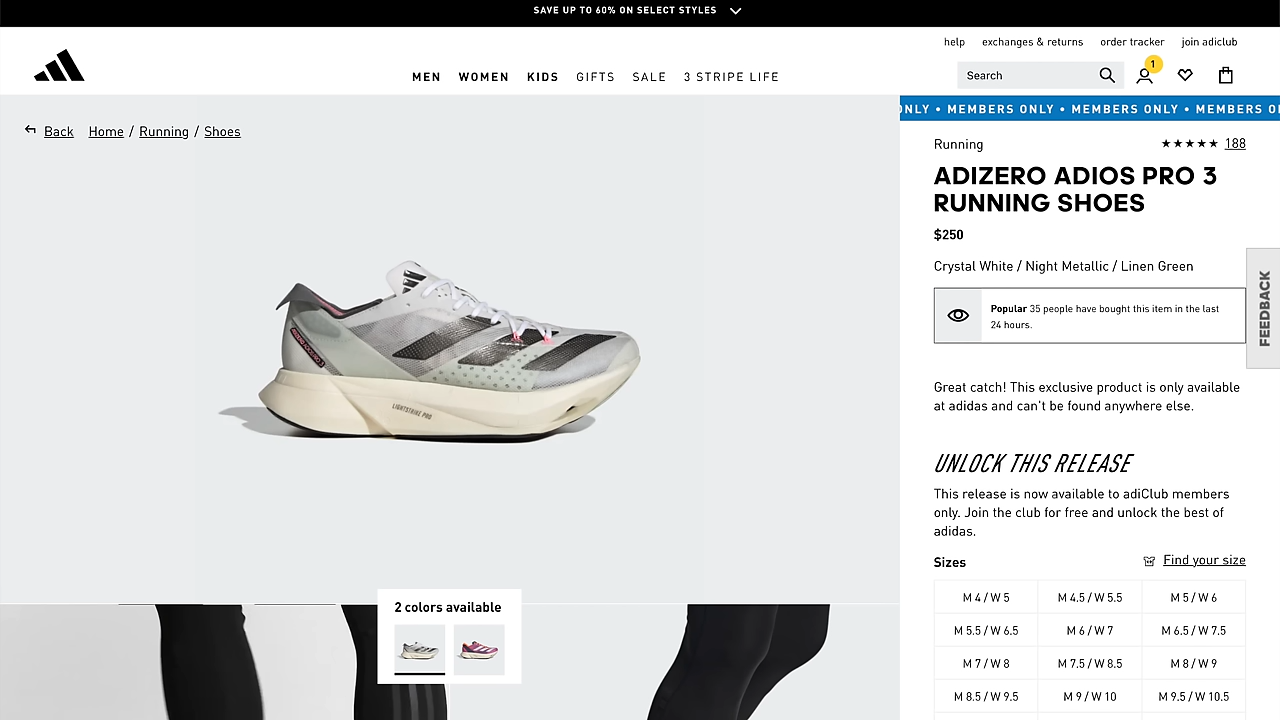 SAVE UP TO 60% ON SELECT STYLES
help exchanges & returns order tracker join adiclub
MEN WOMEN KIDS GIFTS SALE 3 STRIPE LIFE
Search
1
ONLY • MEMBERS ONLY • MEMBERS ONLY • MEMBERS
Back Home / Running / Shoes
Running
★★★★★ 188
ADIZERO ADIOS PRO 3
RUNNING SHOES
$250
Crystal White / Night Metallic / Linen Green
Popular 35 people have bought this item in the last
24 hours.
FEEDBACK
Great catch! This exclusive product is only available
at adidas and can't be found anywhere else.
UNLOCK THIS RELEASE
This release is now available to adiClub members
only. Join the club for free and unlock the best of
adidas.
Sizes
Find your size
M 4 / W 5 M 4.5 / W 5.5 M 5 / W 6
M 5.5 / W 6.5 M 6 / W 7 M 6.5 / W 7.5
M 7 / W 8 M 7.5 / W 8.5 M 8 / W 9
M 8.5 / W 9.5 M 9 / W 10 M 9.5 / W 10.5
LIGHTSTRIKE PRO
2 colors available